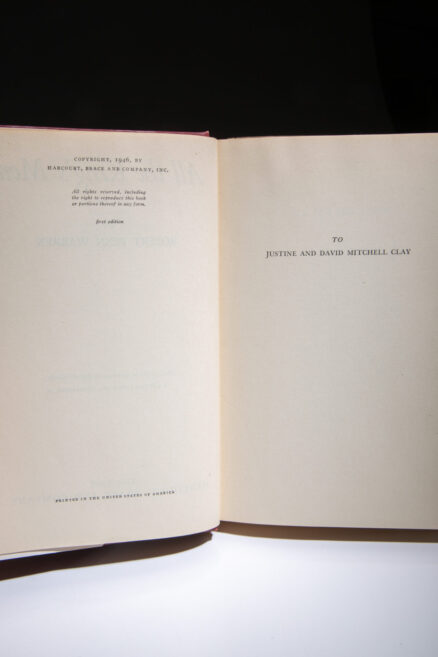 COPYRIGHT, 1946, BY
HARCOURT, BRACE AND COMPANY, INC.
All rights reserved, including
the right to reproduce this book
or portions thereof in any form.
first edition
PRINTED IN THE UNITED STATES OF AMERICA
TO
JUSTINE AND DAVID MITCHELL CLAY